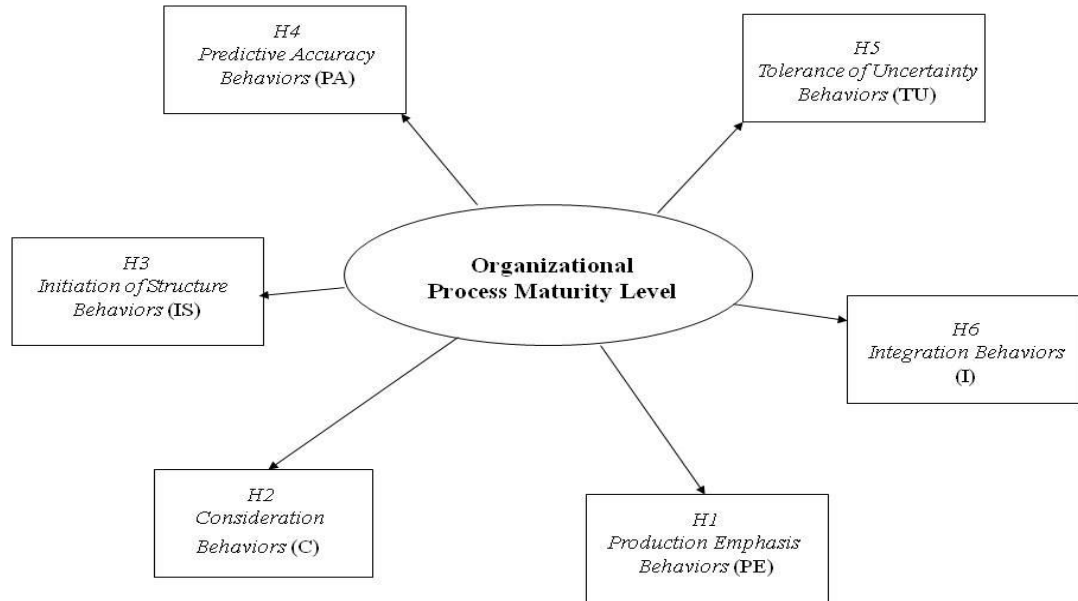 H4
Predictive Accuracy
Behaviors (PA)
H5
Tolerance of Uncertainty
Behaviors (TU)
H3
Initiation of Structure
Behaviors (IS)
Organizational
Process Maturity Level
H6
Integration Behaviors
(I)
H2
Consideration
Behaviors (C)
H1
Production Emphasis
Behaviors (PE)